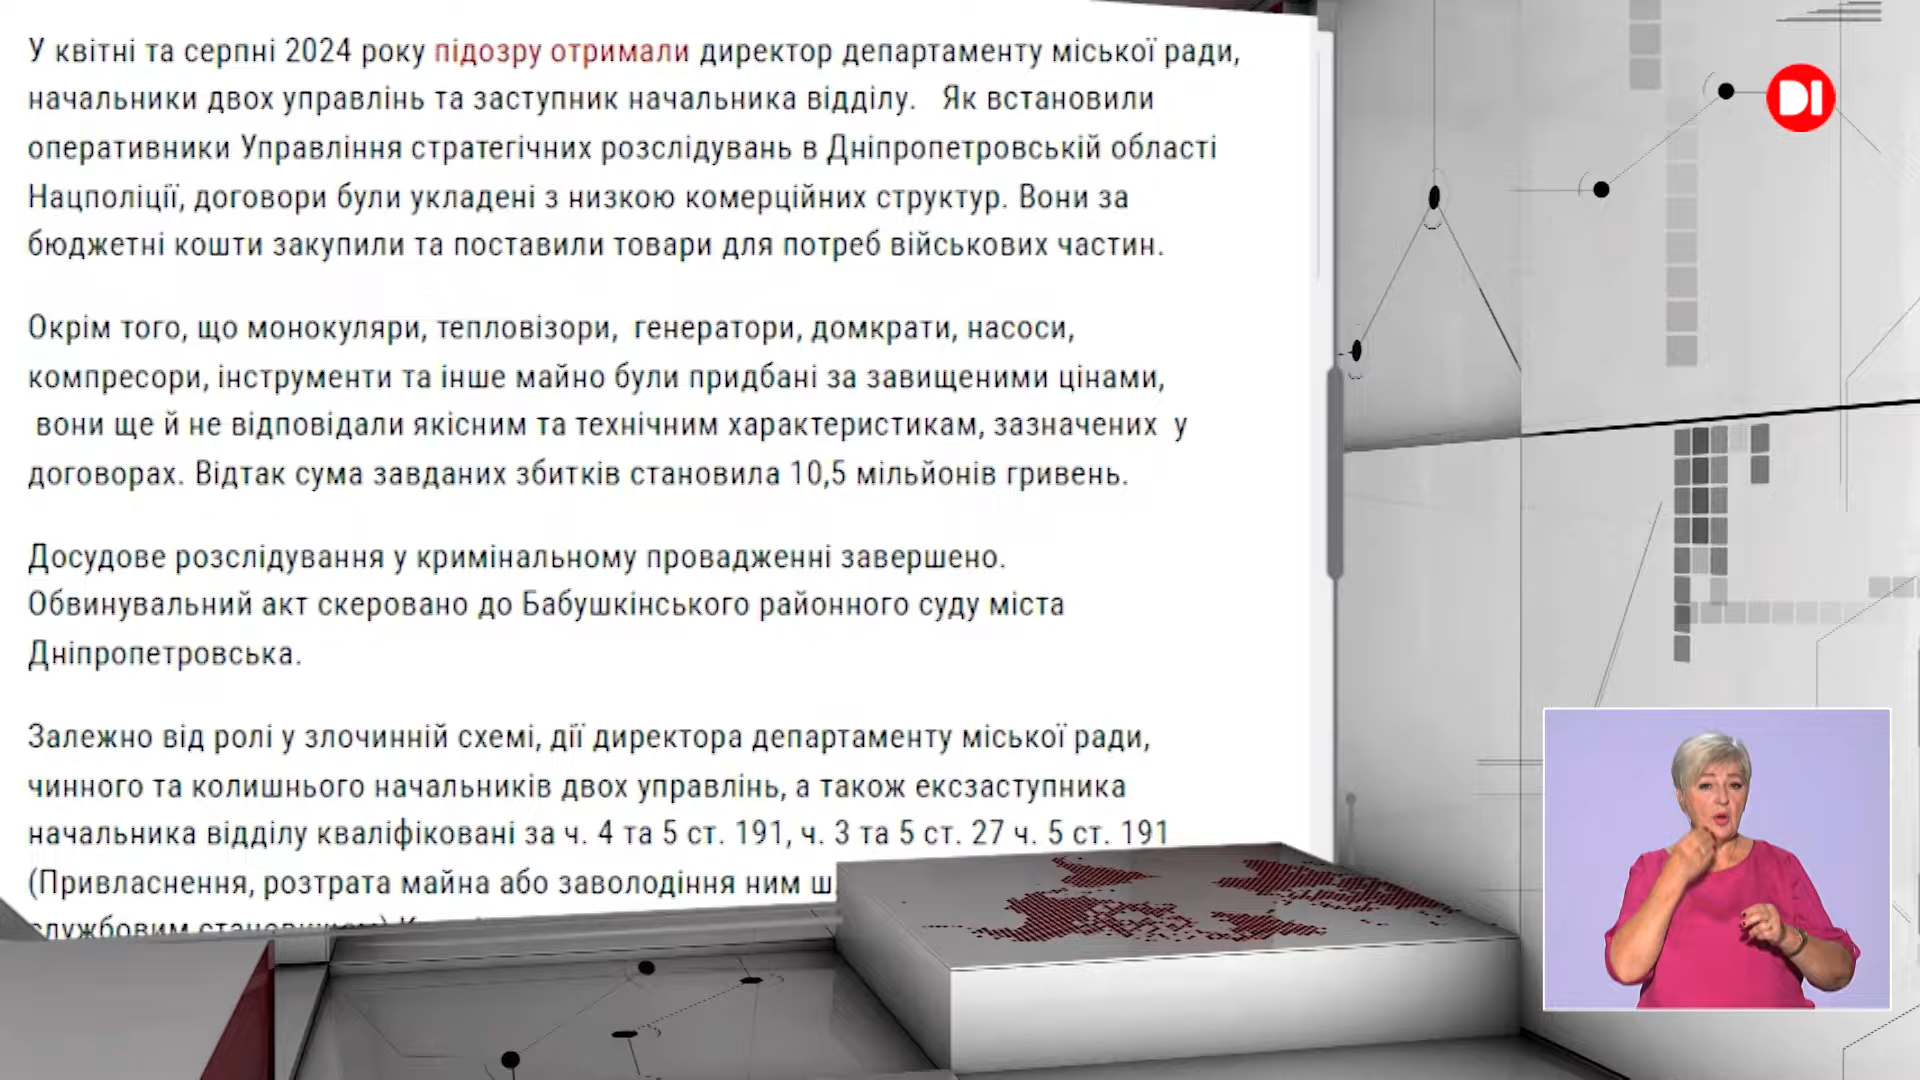 У квітні та серпні 2024 року підозру отримали директор департаменту міської ради,
начальники двох управлінь та заступник начальника відділу. Як встановили
оперативники Управління стратегічних розслідувань в Дніпропетровській області
Нацполіції, договори були укладені з низкою комерційних структур. Вони за
бюджетні кошти закупили та поставили товари для потреб військових частин.
Окрім того, що монокуляри, тепловізори, генератори, домкрати, насоси,
компресори, інструменти та інше майно були придбані за завищеними цінами,
вони ще й не відповідали якісним та технічним характеристикам, зазначених у
договорах. Відтак сума завданих збитків становила 10,5 мільйонів гривень.
Досудове розслідування у кримінальному провадженні завершено.
Обвинувальний акт скеровано до Бабушкінського районного суду міста
Дніпропетровська.
Залежно від ролі у злочинній схемі, дії директора департаменту міської ради,
чинного та колишнього начальників двох управлінь, а також ексзаступника
начальника відділу кваліфіковані за ч. 4 та 5 ст. 191, ч. 3 та 5 ст. 27 ч. 5 ст. 191
(Привласнення, розтрата майна або заволодіння ним
службовим становищем)
DI